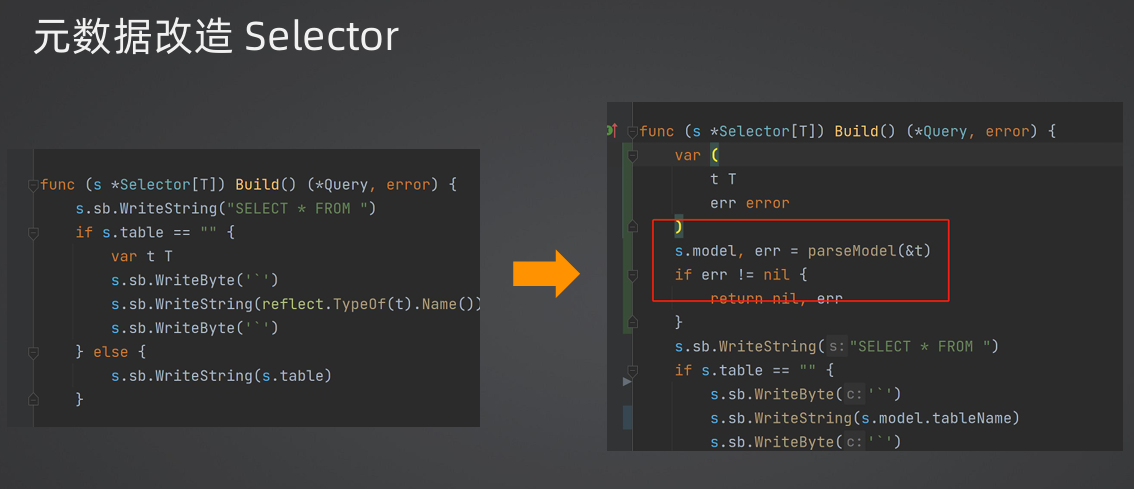 元数据改造 Selector
func (s *Selector[T]) Build() (*Query, error) {
s.sb.WriteString("SELECT * FROM ")
if s.table == "" {
var t T
s.sb.WriteByte('`')
s.sb.WriteString(reflect.TypeOf(t).Name())
s.sb.WriteByte('`')
} else {
s.sb.WriteString(s.table)
}
func (s *Selector[T]) Build() (*Query, error) {
var (
t T
err error
)
s.model, err = parseModel(&t)
if err != nil {
return nil, err
}
s.sb.WriteString( s: "SELECT * FROM ")
if s.table == "" {
s.sb.WriteByte( c: '`')
s.sb.WriteString(s.model.tableName)
s.sb.WriteByte( c: '`')